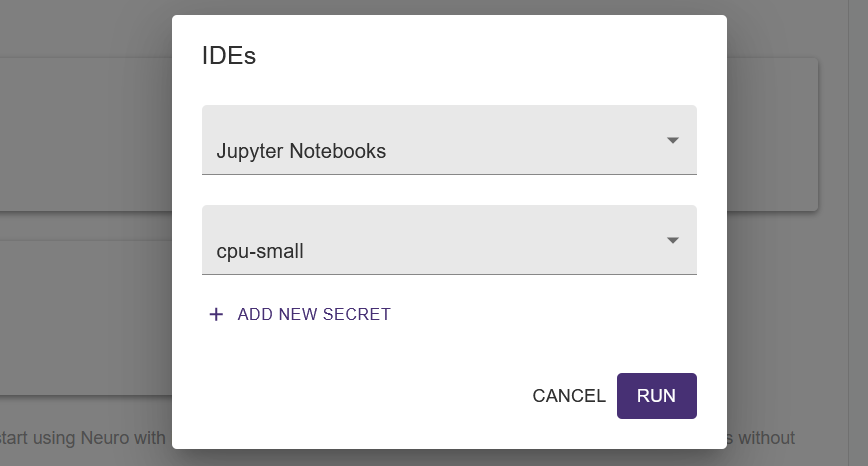 IDEs
Jupyter Notebooks
cpu-small
+ ADD NEW SECRET
CANCEL RUN
start using Neuro with
s without